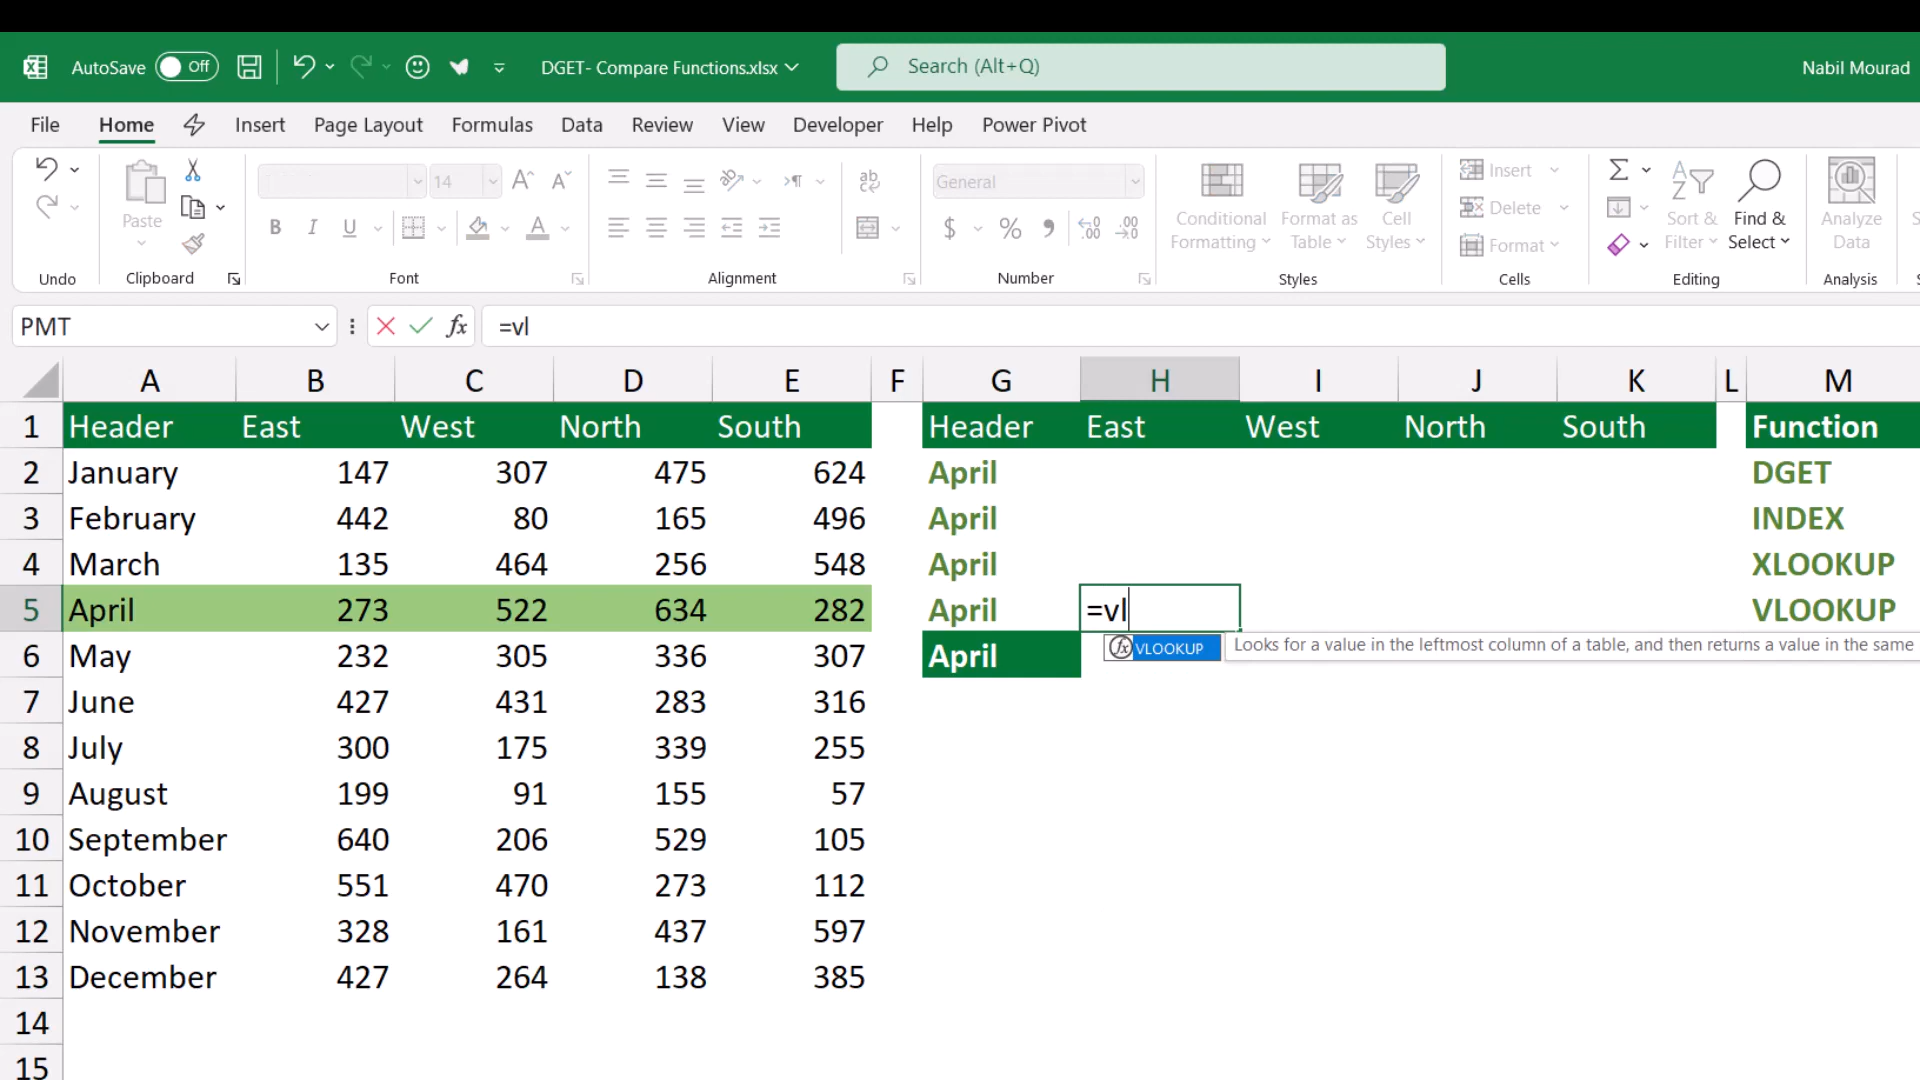 AutoSave Off DGET- Compare Functions.xlsx Search (Alt+Q) Nabil Mourad
File Home Insert Page Layout Formulas Data Review View Developer Help Power Pivot
Paste
14
General
Conditional Formatting
Format as Table
Cell Styles
Insert
Delete
Format
Sort & Filter
Find & Select
Analyze Data
Undo Clipboard Font Alignment Number Styles Cells Editing Analysis
PMT fx =vl
A B C D E F G H I J K L M
1 Header East West North South Header East West North South Function
2 January 147 307 475 624 April DGET
3 February 442 80 165 496 April INDEX
4 March 135 464 256 548 April XLOOKUP
5 April 273 522 634 282 April =vl VLOOKUP
VLOOKUP Looks for a value in the leftmost column of a table, and then returns a value in the same
6 May 232 305 336 307 April
7 June 427 431 283 316
8 July 300 175 339 255
9 August 199 91 155 57
10 September 640 206 529 105
11 October 551 470 273 112
12 November 328 161 437 597
13 December 427 264 138 385
14
15